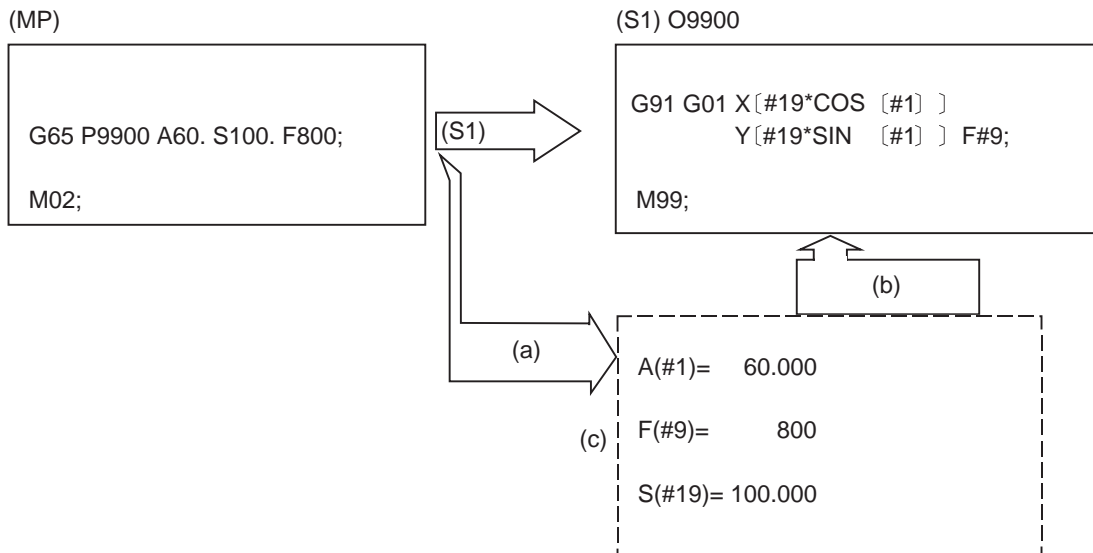 (MP)
G65 P9900 A60. S100. F800;
M02;
(S1)
(S1) O9900
G91 G01 X〔#19*COS 〔#1〕 〕
Y〔#19*SIN 〔#1〕 〕 F#9;
M99;
(b)
(a)
(c)
A(#1)= 60.000
F(#9)= 800
S(#19)= 100.000